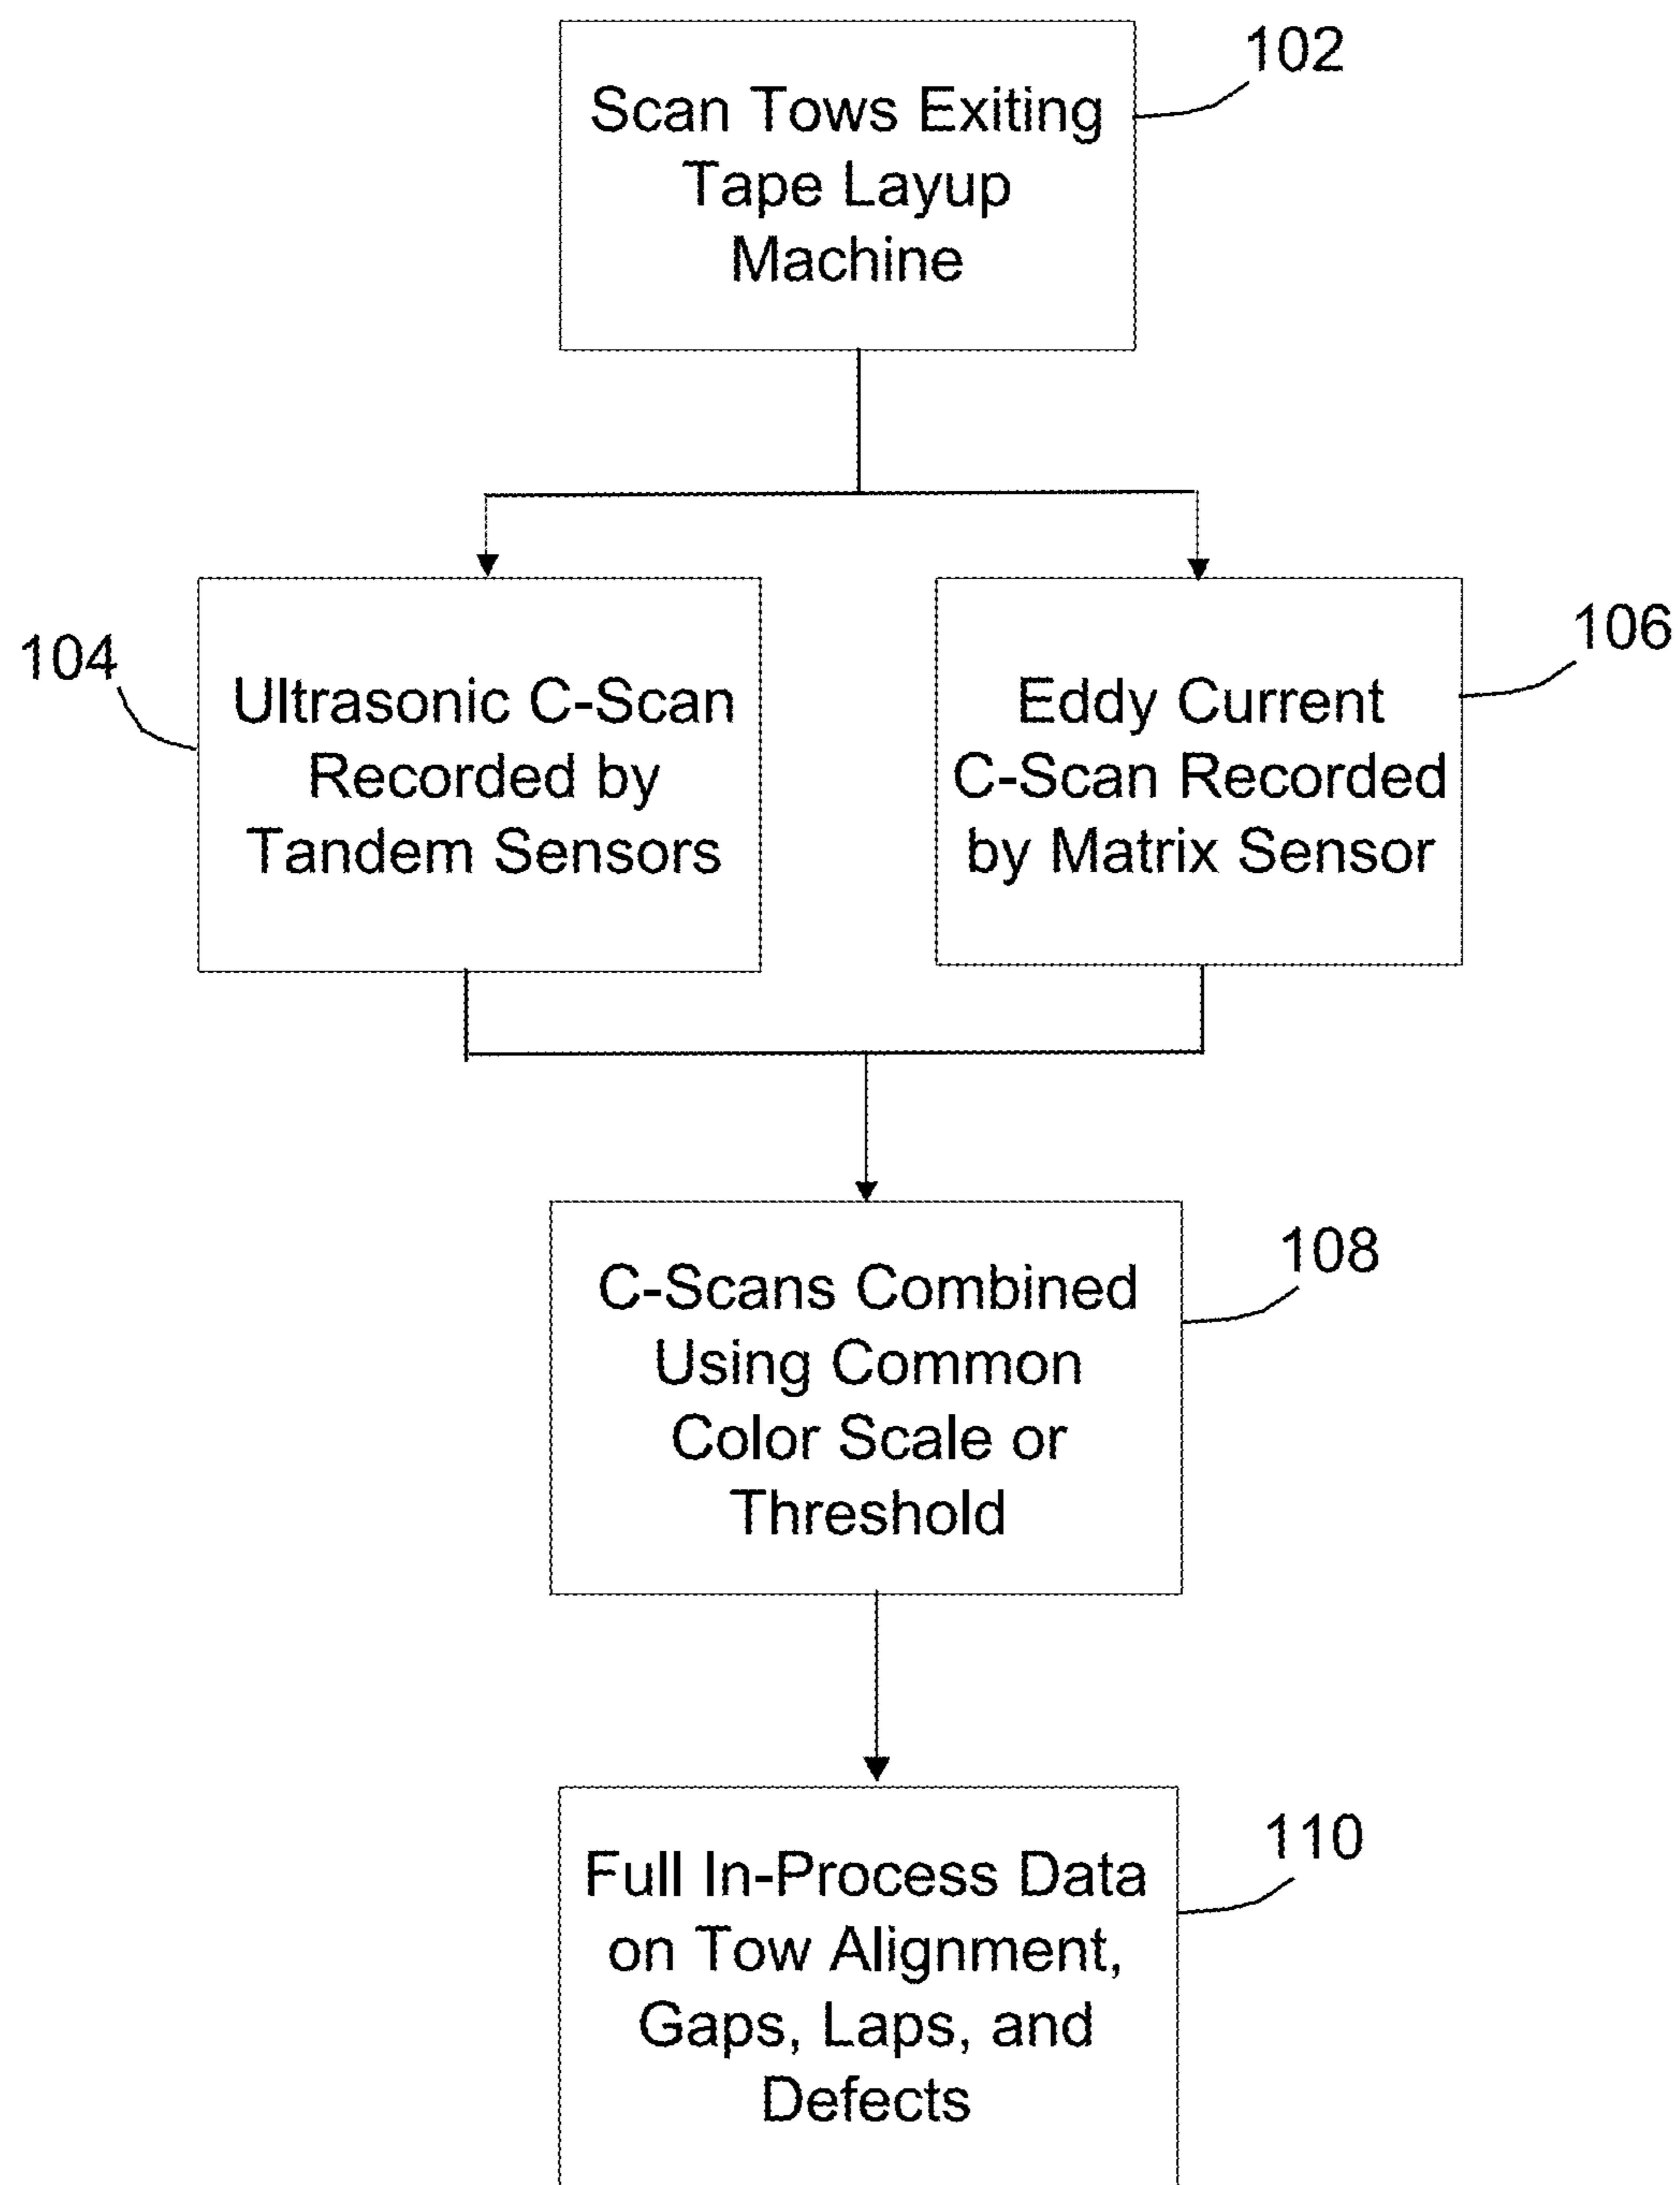 102
Scan Tows Exiting
Tape Layup
Machine
104
Ultrasonic C-Scan
Recorded by
Tandem Sensors
106
Eddy Current
C-Scan Recorded
by Matrix Sensor
108
C-Scans Combined
Using Common
Color Scale or
Threshold
110
Full In-Process Data
on Tow Alignment,
Gaps, Laps, and
Defects